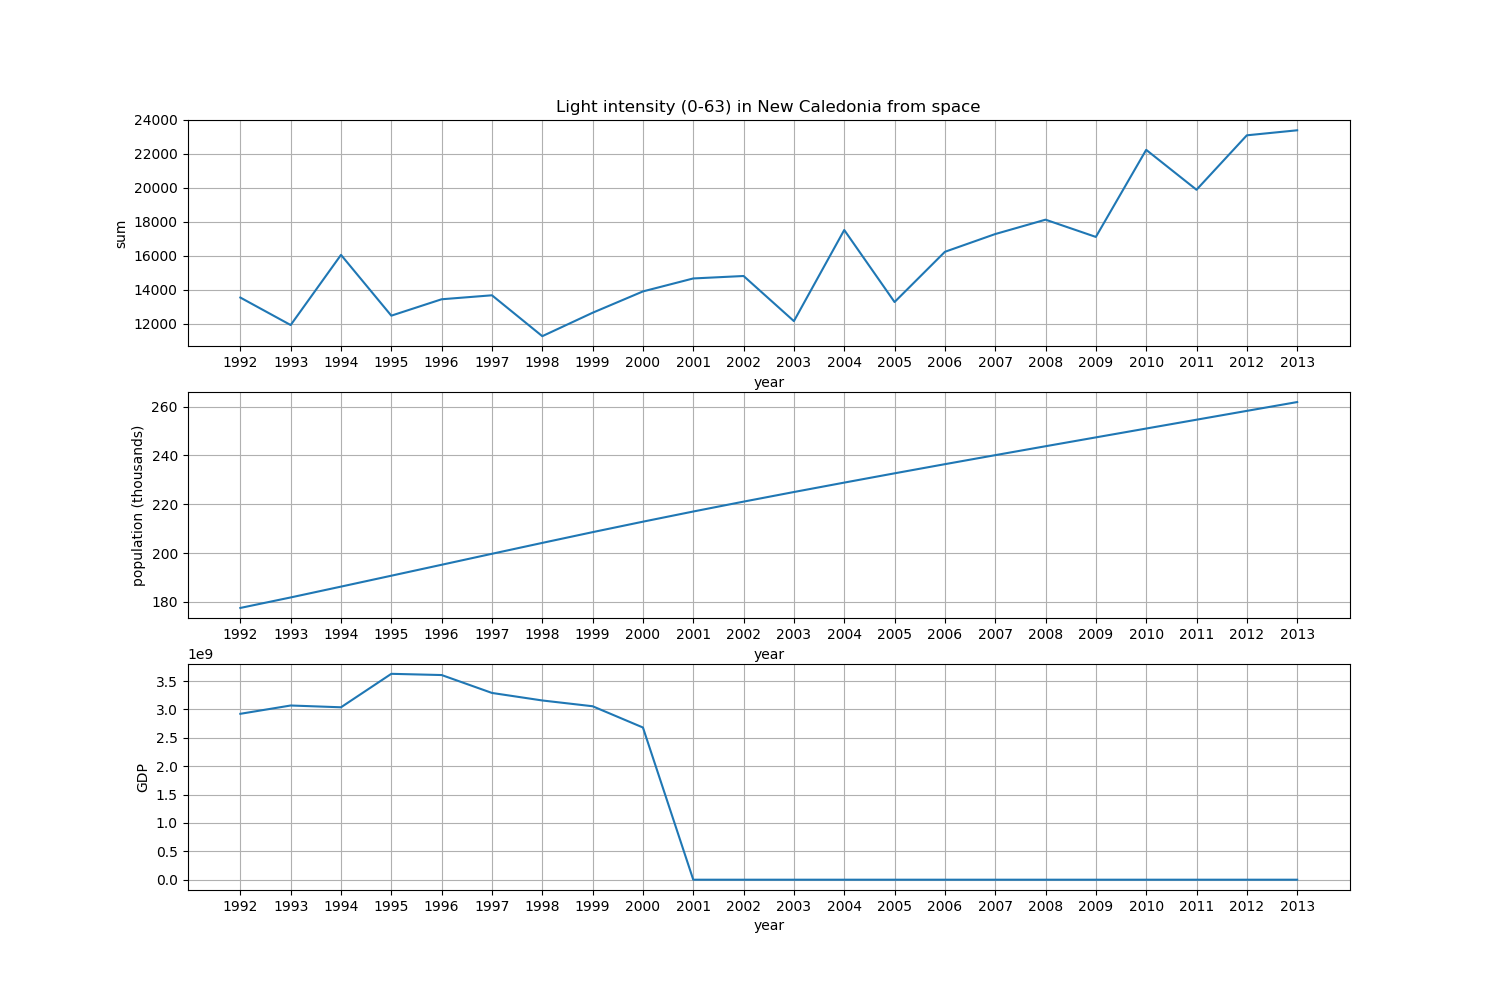 Light intensity (0-63) in New Caledonia from space
24000
22000
20000
18000
16000
14000
12000
sum
1992 1993 1994 1995 1996 1997 1998 1999 2000 2001 2002 2003 2004 2005 2006 2007 2008 2009 2010 2011 2012 2013
year
260
240
220
200
180
population (thousands)
1992 1993 1994 1995 1996 1997 1998 1999 2000 2001 2002 2003 2004 2005 2006 2007 2008 2009 2010 2011 2012 2013
year
1e9
3.5
3.0
2.5
2.0
1.5
1.0
0.5
0.0
GDP
1992 1993 1994 1995 1996 1997 1998 1999 2000 2001 2002 2003 2004 2005 2006 2007 2008 2009 2010 2011 2012 2013
year